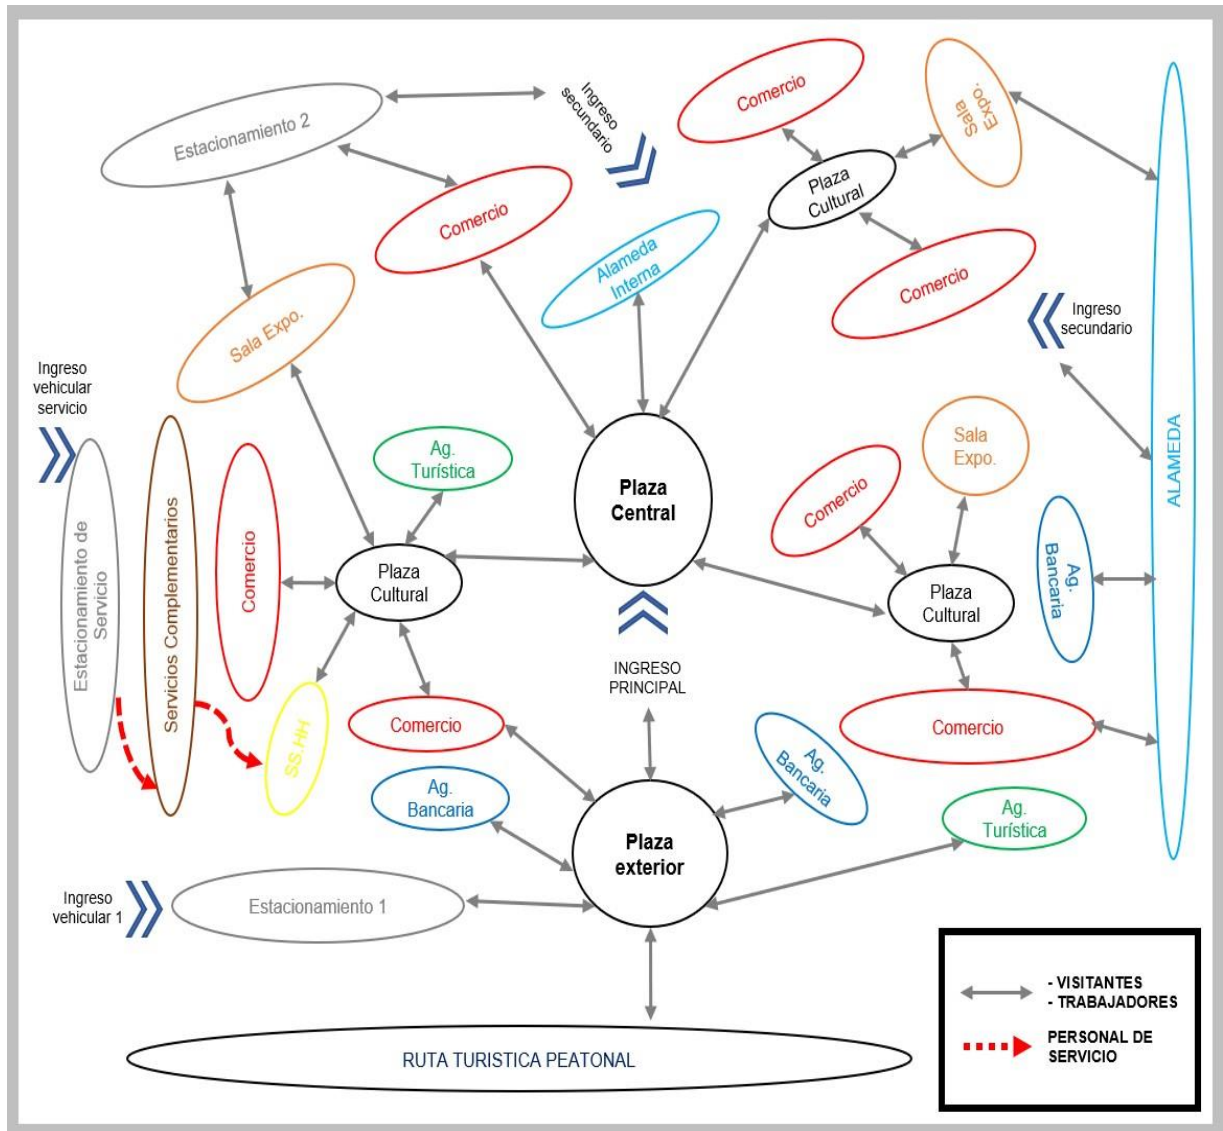 Estacionamiento 2
Ingreso
secundario
Comercio
Sala
Expo.
Plaza
Cultural
Comercio
Alameda
Interna
Comercio
Sala Expo.
Ingreso
secundario
Ingreso
vehicular
servicio
Estacionamiento de
Servicio
Servicios Complementarios
Comercio
Ag.
Turística
Plaza
Central
Comercio
Sala
Expo.
ALAMEDA
Ag.
Bancaria
Plaza
Cultural
Plaza
Cultural
INGRESO
PRINCIPAL
SS.HH
Comercio
Comercio
Ag.
Bancaria
Ag.
Bancaria
Ag.
Turística
Plaza
exterior
Ingreso
vehicular 1
Estacionamiento 1
RUTA TURISTICA PEATONAL
- VISITANTES
- TRABAJADORES
PERSONAL DE
SERVICIO